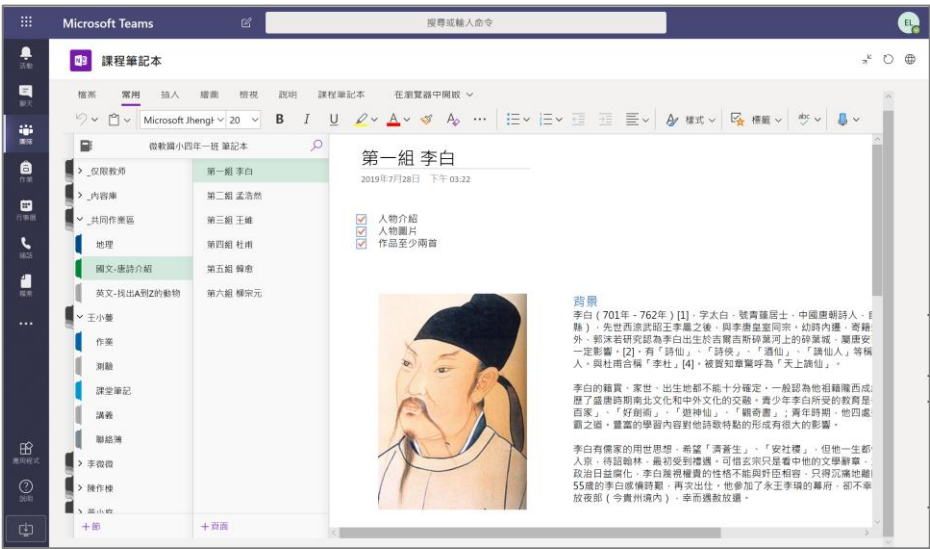 Microsoft Teams
搜尋或輸入命令
EL
活動
聊天
團隊
作業
行事曆
通話
檔案
應用程式
說明
N
課程筆記本
檔案 常用 插入 繪圖 檢視 說明 課程筆記本 在瀏覽器中開啟
Microsoft JhengH 20 B I U A A 樣式 標籤 abc
微軟國小四年一班 筆記本
_仅限教师
_內容庫
_共同作業區
地理
國文-唐詩介紹
英文-找出A到Z的動物
王小蔓
作業
測驗
課堂筆記
講義
聯絡簿
李微微
陳作棟
+節
第一組 李白
第二組 孟浩然
第三組 王維
第四組 杜甫
第五組 韓愈
第六組 柳宗元
+頁面
第一組 李白
2019年7月28日 下午 03:22
人物介紹
人物圖片
作品至少兩首
背景
李白（701年－762年）[1]，字太白，號青蓮居士，中國唐朝詩人，
縣），先世西涼武昭王李暠之後，與李唐皇室同宗。幼時內遷，寄籍
外，郭沫若研究認為李白出生於吉爾吉斯碎葉河上的碎葉城，屬唐安
一定影響。[2]。有「詩仙」、「詩俠」、「酒仙」、「謫仙人」等稱
人。與杜甫合稱「李杜」[4]。被賀知章驚呼為「天上謫仙」。
李白的籍貫、家世、出生地都不能十分確定。一般認為他祖籍隴西成
歷了盛唐時期南北文化和中外文化的交融。青少年李白所受的教育是
百家」、「好劍術」、「遊神仙」、「觀奇書」；青年時期，他四處
霸之道。豐富的學習內容對他詩歌特點的形成有很大的影響。
李白有儒家的用世思想，希望「濟蒼生」、「安社稷」，但他一生都
人京，待詔翰林，最初受到禮遇。可惜玄宗只是看中他的文學辭章，
政治日益腐化，李白蔑視權貴的性格不能與奸臣相容，只得沉痛地離
55歲的李白感憤時艱，再次出仕。他參加了永王李璘的幕府，卻不幸
放夜郎（今貴州境內），幸而遇赦放還。